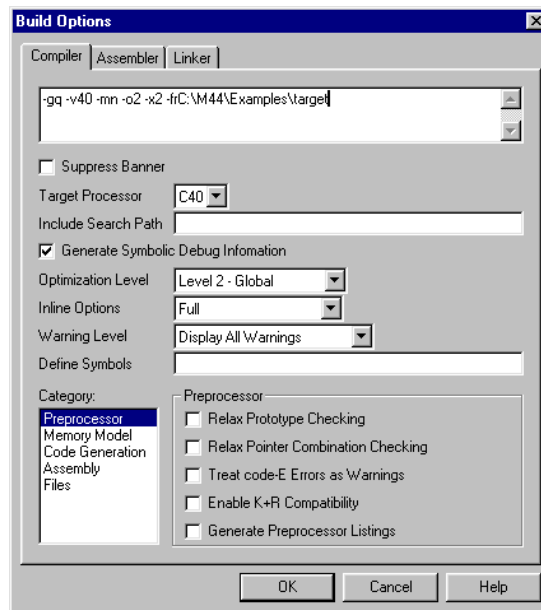 Build Options
Compiler Assembler Linker
-gq -v40 -mn -o2 -x2 -frC:\M44\Examples\target
Suppress Banner
Target Processor C40
Include Search Path
Generate Symbolic Debug Infomation
Optimization Level Level 2 - Global
Inline Options Full
Warning Level Display All Warnings
Define Symbols
Category: Preprocessor
Preprocessor Relax Prototype Checking
Memory Model Relax Pointer Combination Checking
Code Generation Treat code-E Errors as Warnings
Assembly Enable K+R Compatibility
Files Generate Preprocessor Listings
OK Cancel Help